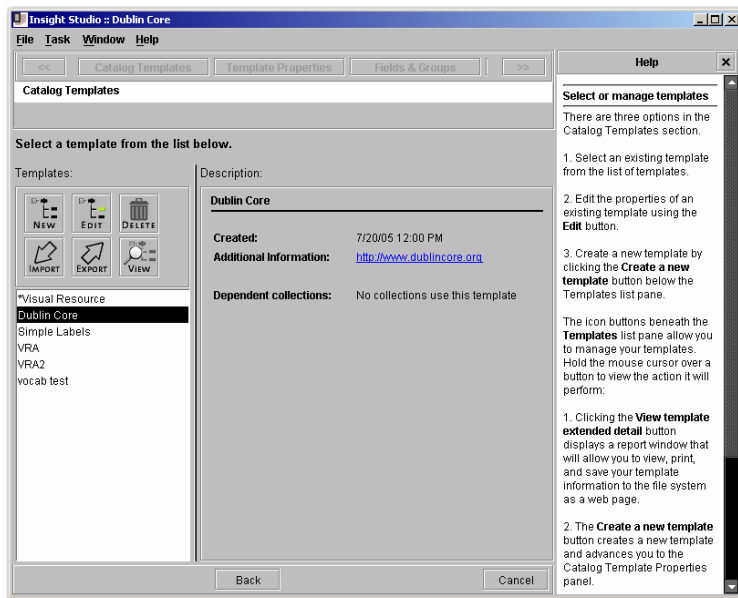 Insight Studio :: Dublin Core
File Task Window Help
<< Catalog Templates Template Properties Fields & Groups >>
Catalog Templates
Select a template from the list below.
Templates:
NEW EDIT DELETE
IMPORT EXPORT VIEW
*Visual Resource
Dublin Core
Simple Labels
VRA
VRA2
vocab test
Description:
Dublin Core
Created: 7/20/05 12:00 PM
Additional Information: http://www.dublincore.org
Dependent collections: No collections use this template
Back Cancel
Help
Select or manage templates
There are three options in the
Catalog Templates section.
1. Select an existing template
from the list of templates.
2. Edit the properties of an
existing template using the
Edit button.
3. Create a new template by
clicking the Create a new
template button below the
Templates list pane.
The icon buttons beneath the
Templates list pane allow you
to manage your templates.
Hold the mouse cursor over a
button to view the action it will
perform:
1. Clicking the View template
extended detail button
displays a report window that
will allow you to view, print,
and save your template
information to the file system
as a web page.
2. The Create a new template
button creates a new template
and advances you to the
Catalog Template Properties
panel.